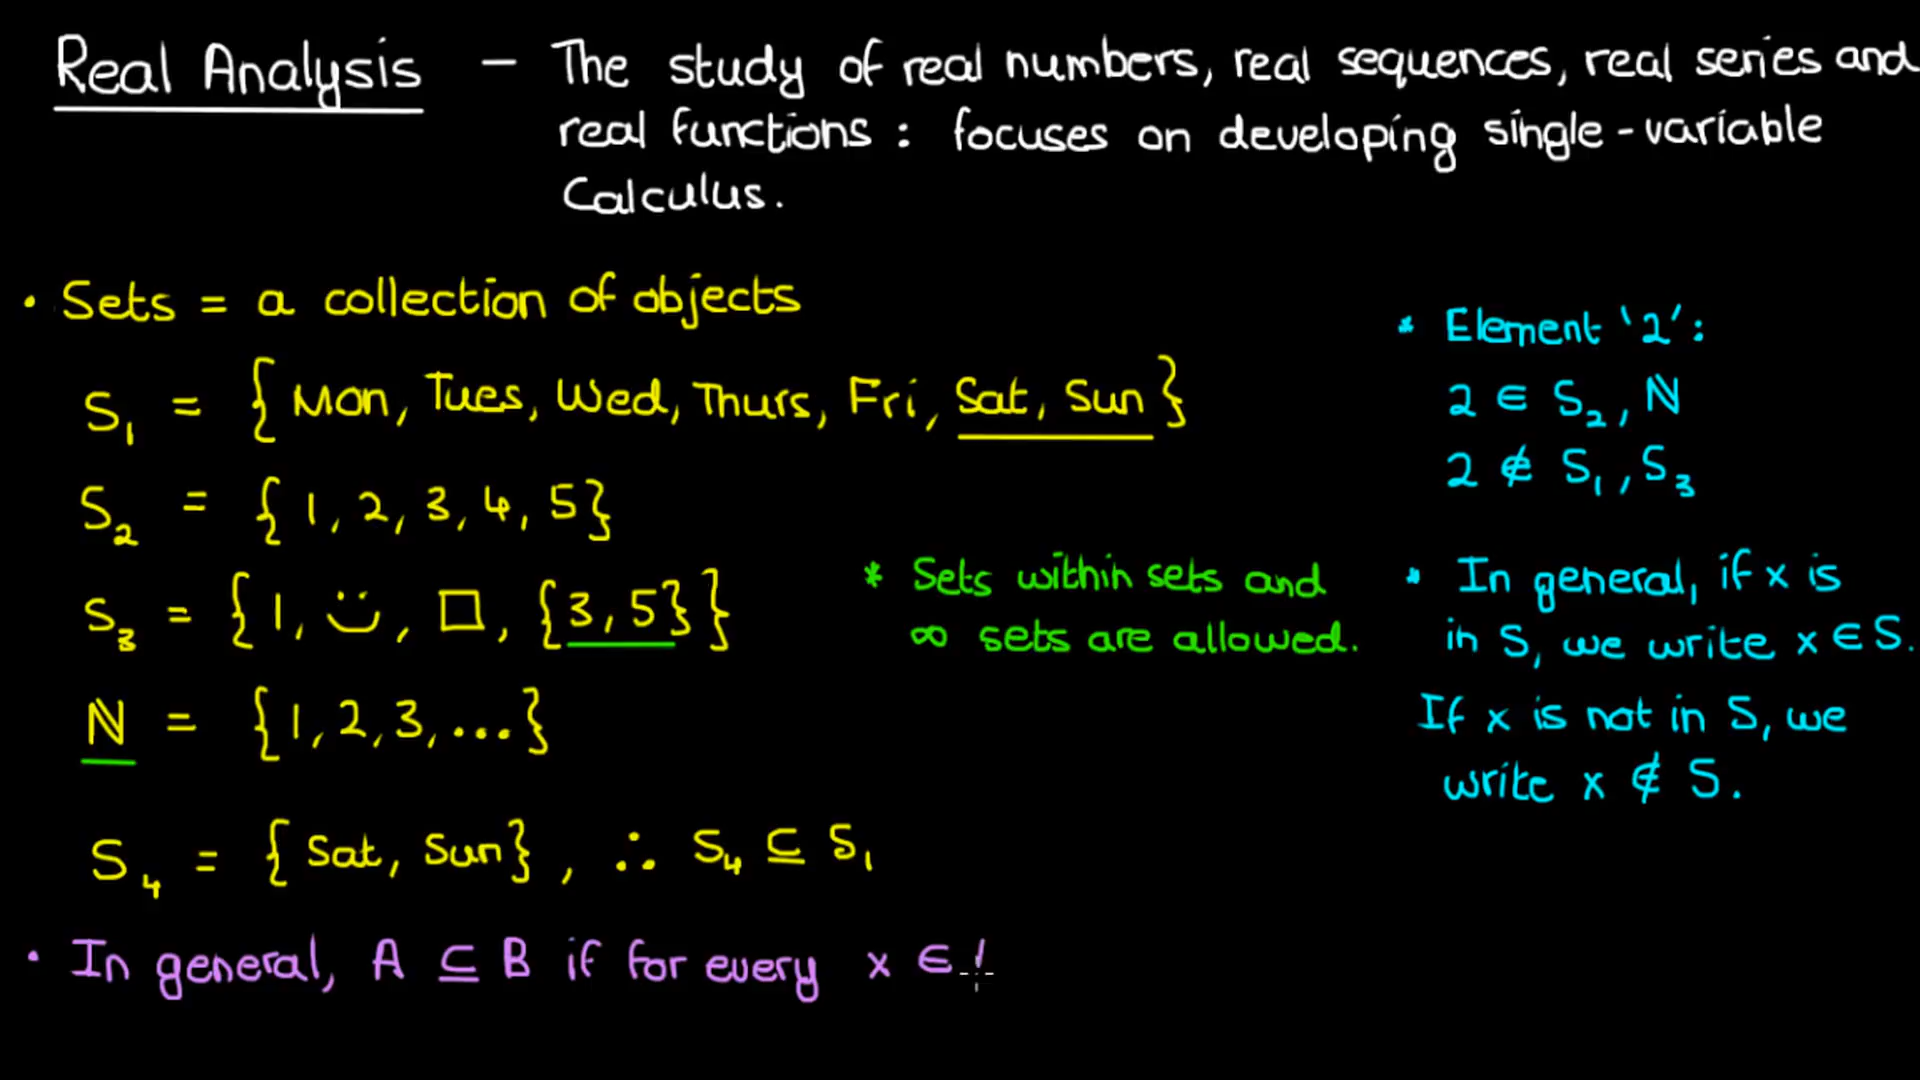 Real Analysis - The study of real numbers, real sequences, real series and
real functions : focuses on developing single-variable
Calculus.
• Sets = a collection of objects
S₁ = { Mon, Tues, Wed, Thurs, Fri, Sat, Sun }
S₂ = { 1, 2, 3, 4, 5}
S₃ = {1, ☺, □, {3, 5}}
ℕ = {1, 2, 3, ... }
S₄ = { Sat, Sun} , ∴ S₄ ⊆ S₁
• In general, A ⊆ B if for every x ∈
* Sets within sets and
∞ sets are allowed.
* Element '2' :
2 ∈ S₂, ℕ
2 ∉ S₁, S₃
* In general, if x is
in S, we write x ∈ S.
If x is not in S, we
write x ∉ S.